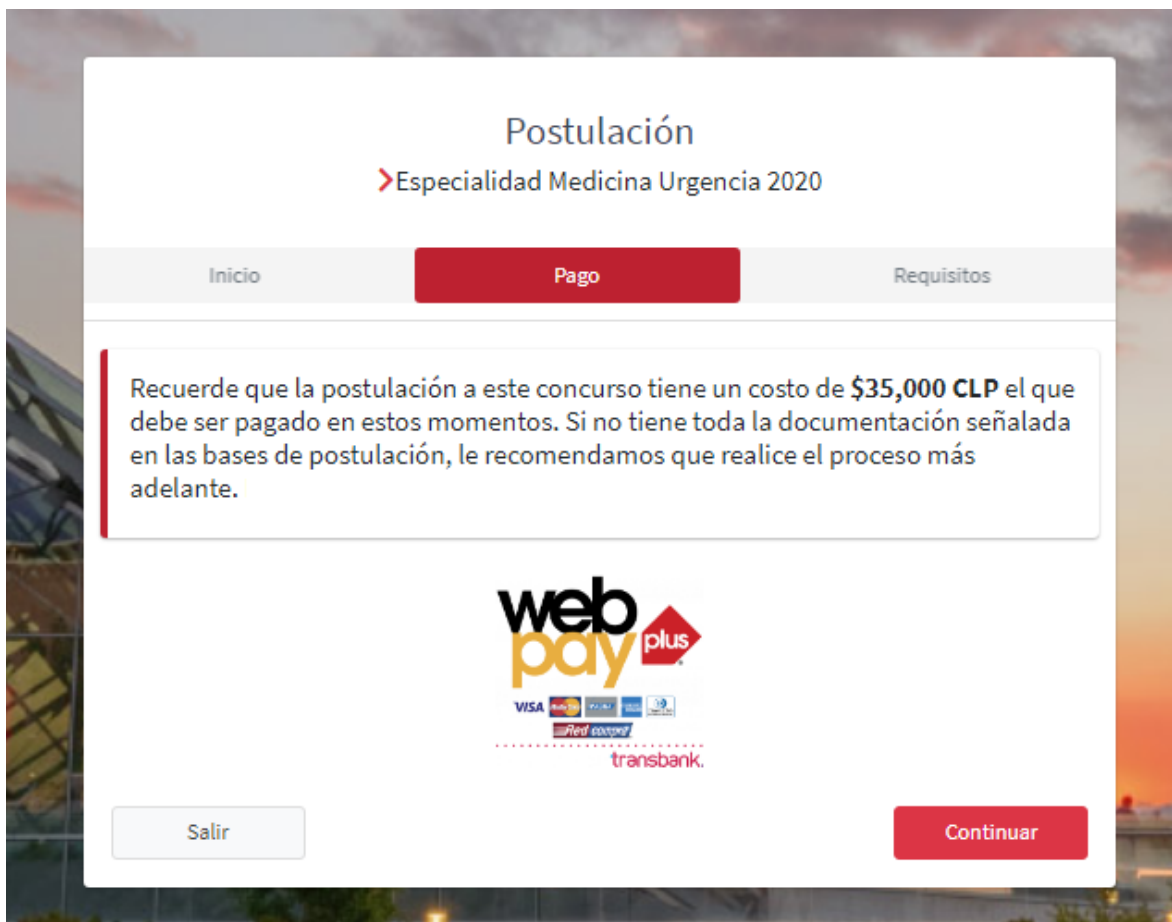 Postulación
Especialidad Medicina Urgencia 2020
Inicio
Pago
Requisitos
Recuerde que la postulación a este concurso tiene un costo de $35,000 CLP el que
debe ser pagado en estos momentos. Si no tiene toda la documentación señalada
en las bases de postulación, le recomendamos que realice el proceso más
adelante.
web
pay plus
VISA
Red compra
transbank.
Salir
Continuar